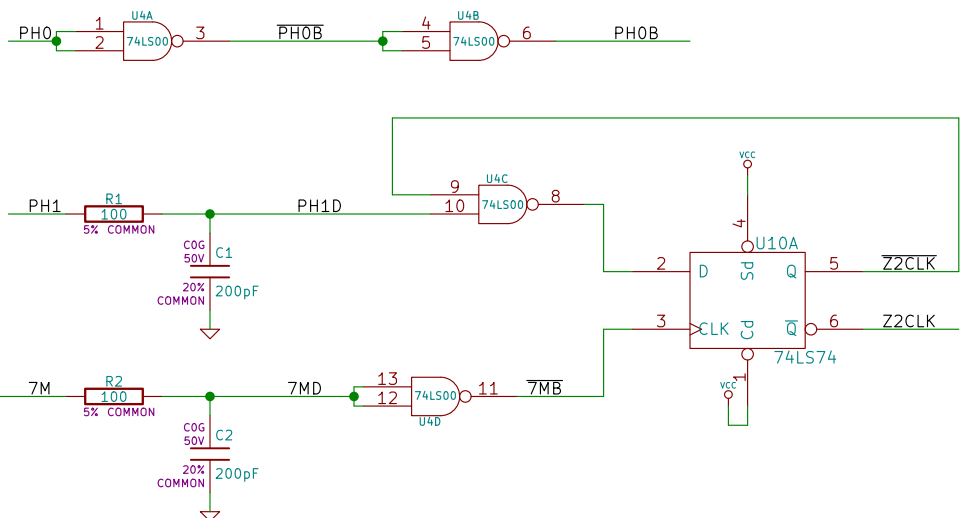 U4A
PH0
1
2
74LS00
3
PH0B
U4B
4
5
74LS00
6
PH0B
VCC
4
U4C
9
10
74LS00
8
PH1
R1
100
5% COMMON
PH1D
C0G
50V
C1
20%
COMMON
200pF
U10A
2
D
Sd
Q
5
Z2CLK
3
CLK
Cd
Q
6
Z2CLK
74LS74
1
VCC
7M
R2
100
5% COMMON
7MD
13
12
74LS00
11
7MB
U4D
C0G
50V
C2
20%
COMMON
200pF